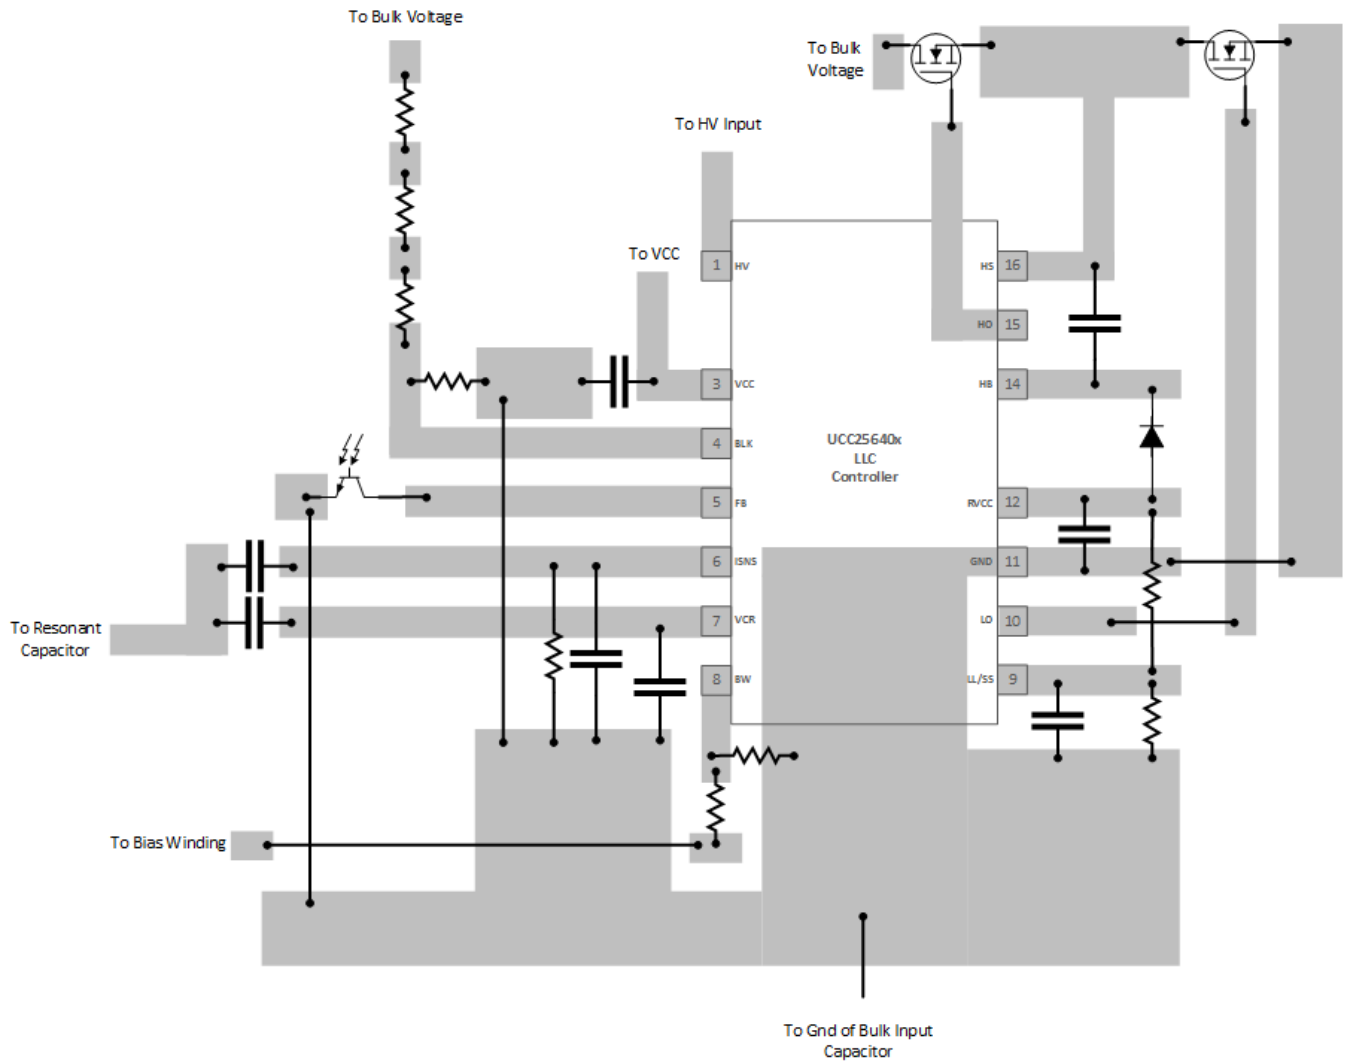 To Bulk Voltage
To Bulk
Voltage
To HV Input
To VCC
1 HV
HS 16
HO 15
3 VCC
HB 14
4 BLK
UCC25640x
LLC
Controller
5 FB
RVCC 12
6 ISNS
GND 11
7 VCR
LO 10
To Resonant
Capacitor
8 BW
LL/SS 9
To Bias Winding
To Gnd of Bulk Input
Capacitor